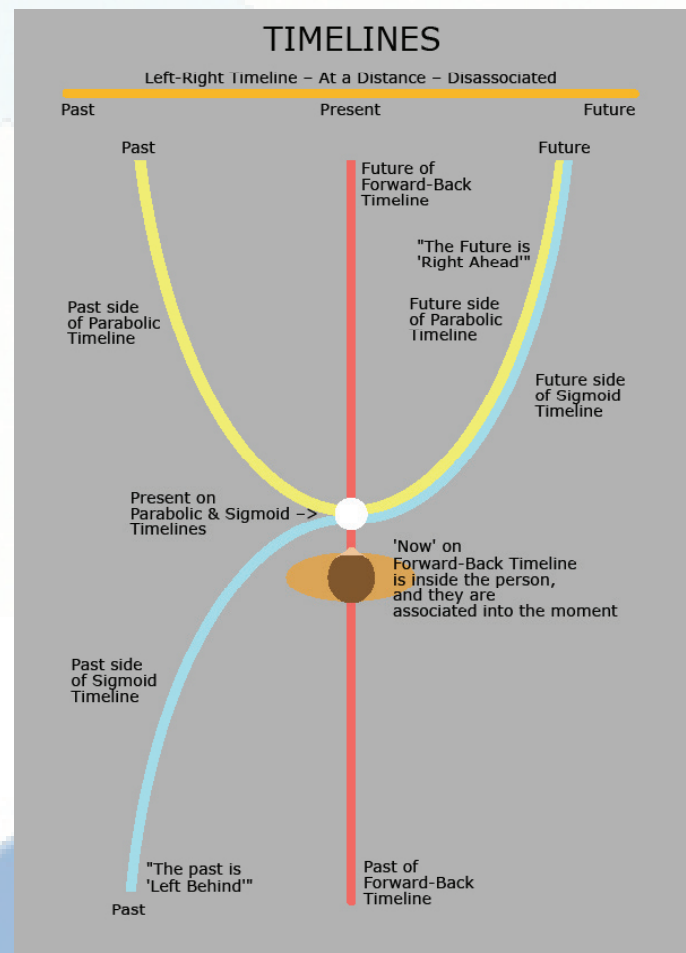 TIMELINES
Left-Right Timeline – At a Distance – Disassociated
Past
Present
Future
Past
Future
Future of
Forward-Back
Timeline
"The Future is
'Right Ahead'"
Past side
of Parabolic
Timeline
Future side
of Parabolic
Timeline
Future side
of Sigmoid
Timeline
Present on
Parabolic & Sigmoid –>
Timelines
'Now' on
Forward-Back Timeline
is inside the person,
and they are
associated into the moment
Past side
of Sigmoid
Timeline
"The past is
'Left Behind'"
Past
Past of
Forward-Back
Timeline